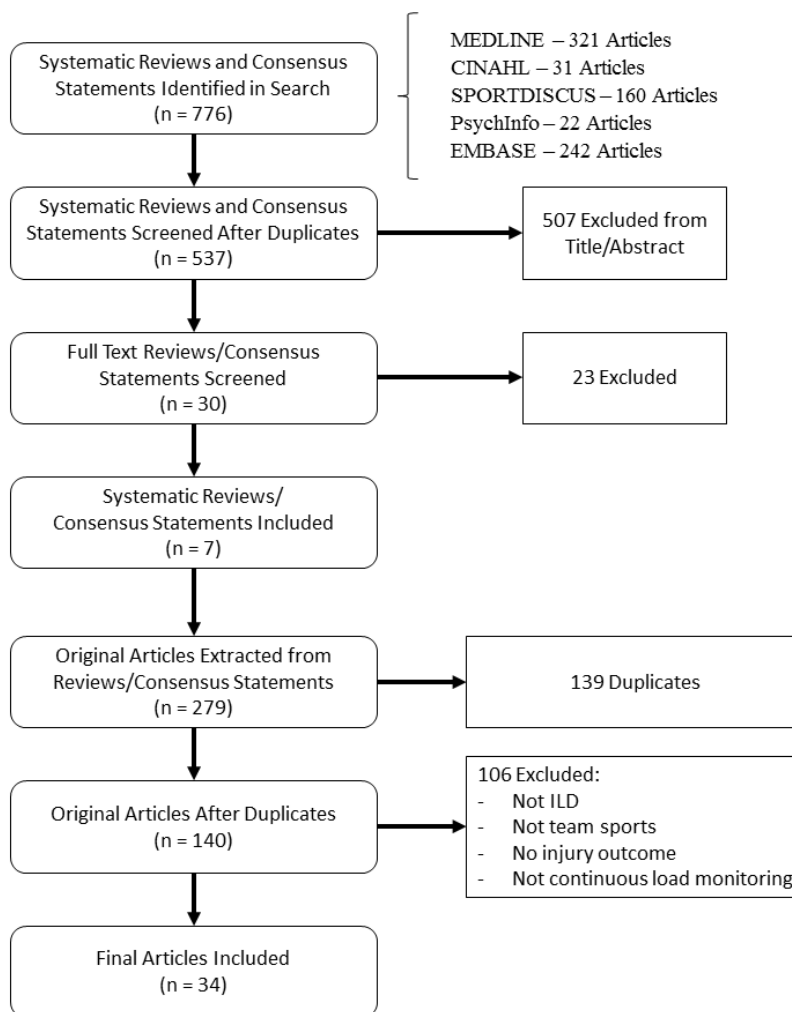 Systematic Reviews and Consensus
Statements Identified in Search
(n = 776)
MEDLINE – 321 Articles
CINAHL – 31 Articles
SPORTDISCUS – 160 Articles
PsychInfo – 22 Articles
EMBASE – 242 Articles
Systematic Reviews and Consensus
Statements Screened After Duplicates
(n = 537)
507 Excluded from
Title/Abstract
Full Text Reviews/Consensus
Statements Screened
(n = 30)
23 Excluded
Systematic Reviews/
Consensus Statements Included
(n = 7)
Original Articles Extracted from
Reviews/Consensus Statements
(n = 279)
139 Duplicates
Original Articles After Duplicates
(n = 140)
106 Excluded:
- Not ILD
- Not team sports
- No injury outcome
- Not continuous load monitoring
Final Articles Included
(n = 34)